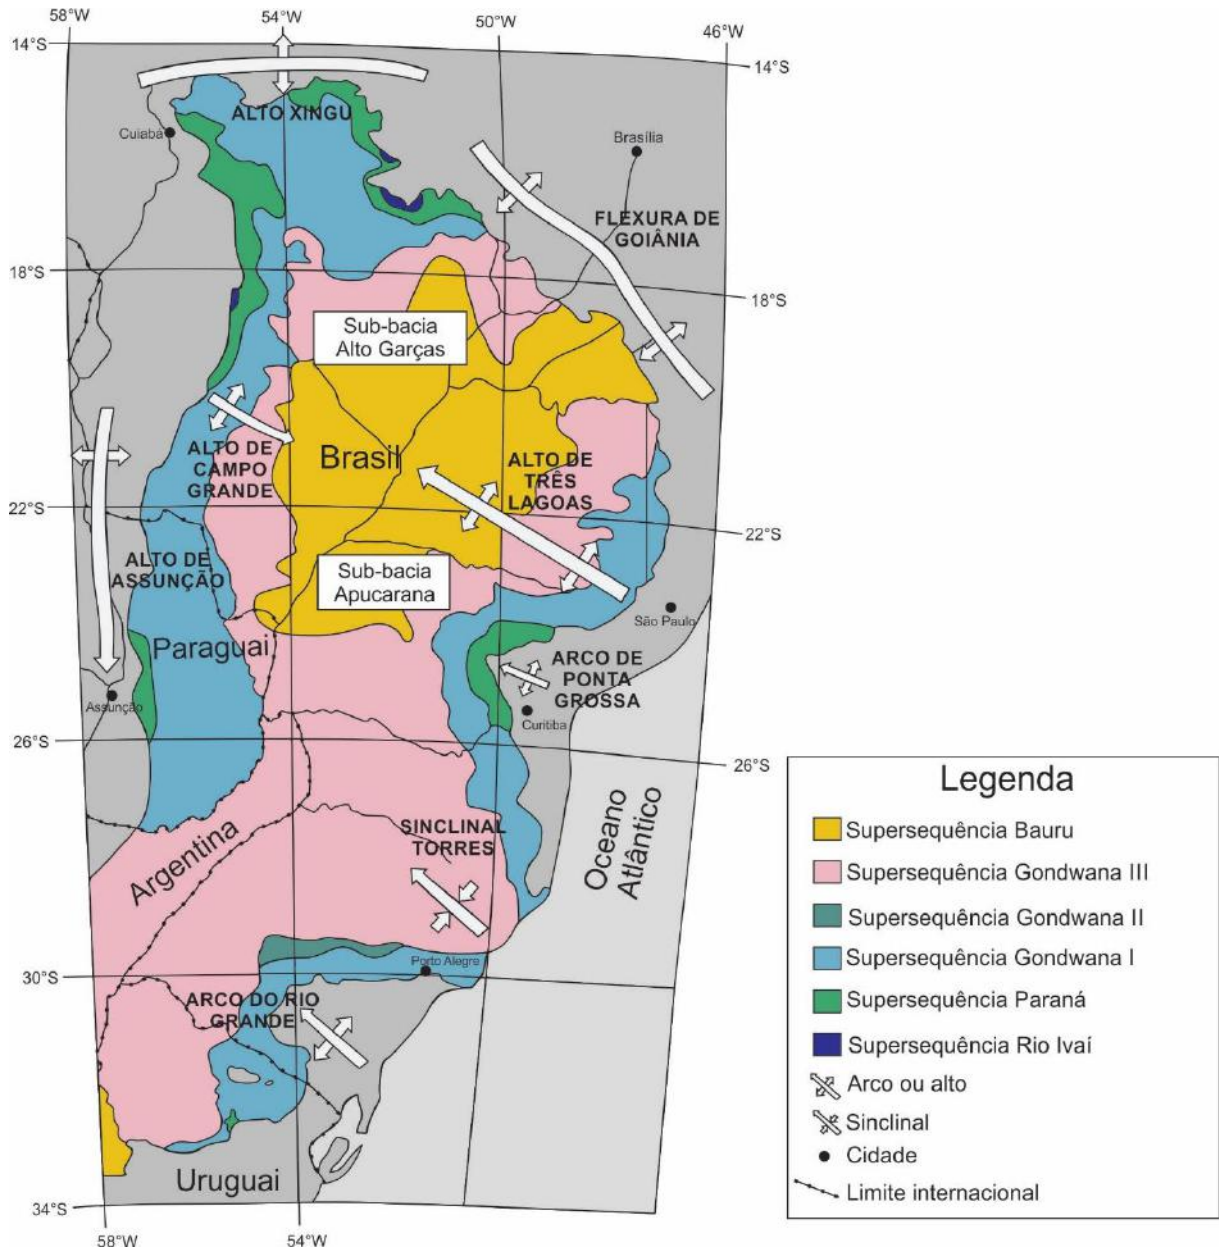 58°W
54°W
50°W
46°W
14°S
14°S
ALTO XINGU
Cuiabá
Brasília
FLEXURA DE
GOIÂNIA
18°S
18°S
Sub-bacia
Alto Garças
ALTO DE
CAMPO
GRANDE
Brasil
ALTO DE
TRÊS
LAGOAS
22°S
22°S
ALTO DE
ASSUNÇÃO
Sub-bacia
Apucarana
São Paulo
Paraguai
ARCO DE
PONTA
GROSSA
Assunção
Curitiba
26°S
26°S
Oceano
Atlântico
Argentina
SINCLINAL
TORRES
Porto Alegre
30°S
ARCO DO RIO
GRANDE
Uruguai
34°S
58°W
54°W
Legenda
Supersequência Bauru
Supersequência Gondwana III
Supersequência Gondwana II
Supersequência Gondwana I
Supersequência Paraná
Supersequência Rio Ivaí
Arco ou alto
Sinclinal
Cidade
Limite internacional